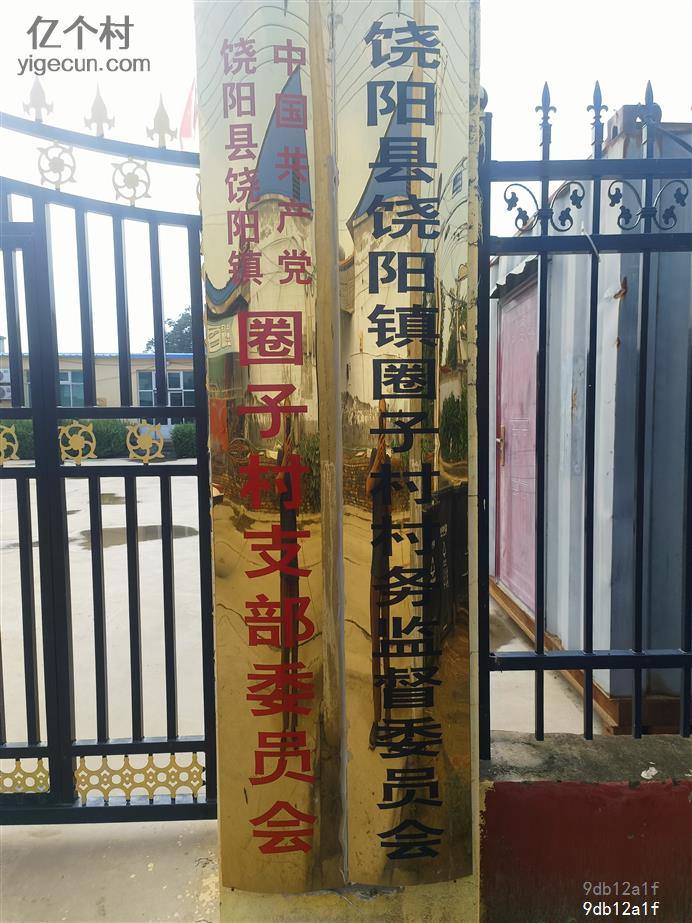 亿个村
yigecun.com
中国共产党
饶阳县饶阳镇
圈子村支部委员会
饶阳县饶阳镇圈子村村务监督委员会
9db12a1f
9db12a1f